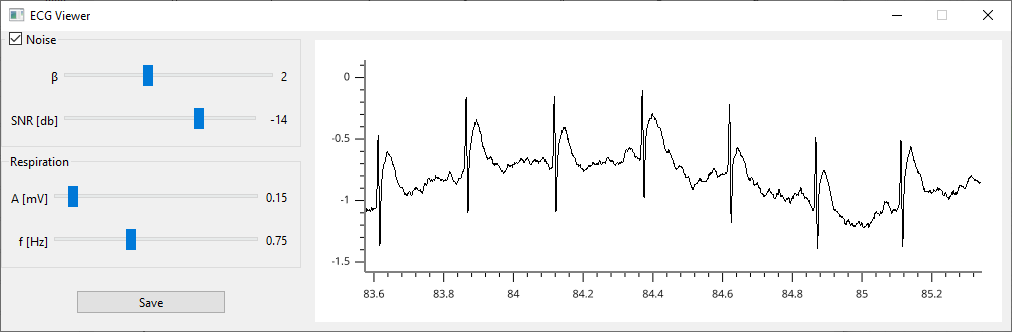 ECG Viewer
Noise
β 2
SNR [db] -14
Respiration
A [mV] 0.15
f [Hz] 0.75
Save
0
-0.5
-1
-1.5
83.6 83.8 84 84.2 84.4 84.6 84.8 85 85.2